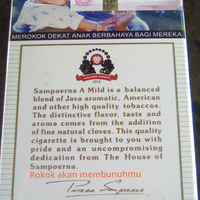 MEROKOK DEKAT ANAK BERBAHAYA BAGI MEREKA
1913
Sampoerna A Mild is a balanced
blend of Java aromatic, American
and other high quality tobaccos.
The distinctive flavor, taste and
aroma comes from the addition
of fine natural cloves. This quality
cigarette is brought to you with
pride and an uncompromising
dedication from The House of
Sampoerna.
Rokok akan membunuhmu